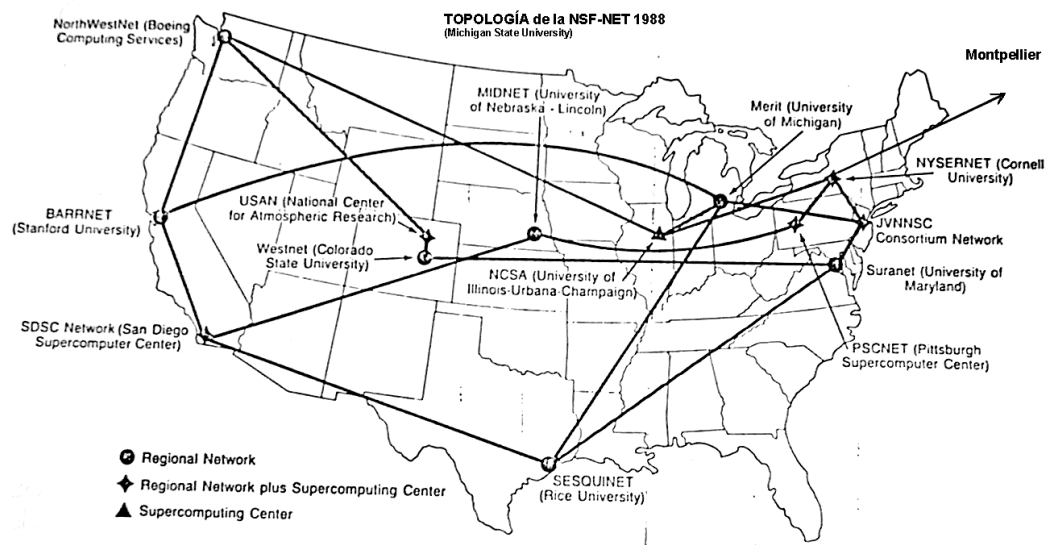 TOPOLOGÍA de la NSF-NET 1988
(Michigan State University)
NorthWestNet (Boeing
Computing Services)
Montpellier
MIDNET (University
of Nebraska - Lincoln)
Merit (University
of Michigan)
NYSERNET (Cornell
University)
USAN (National Center
for Atmospheric Research)
BARRNET
(Stanford University)
JVNNSC
Consortium Network
Westnet (Colorado
State University)
NCSA (University of
Illinois-Urbana-Champaign)
Suranet (University of
Maryland)
SDSC Network (San Diego
Supercomputer Center)
PSCNET (Pittsburgh
Supercomputer Center)
Regional Network
Regional Network plus Supercomputing Center
Supercomputing Center
SESQUINET
(Rice University)